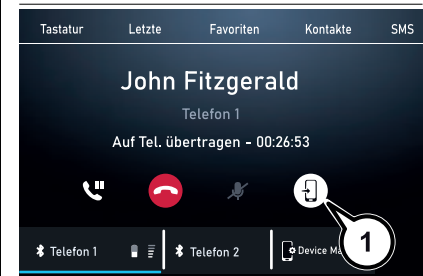 Tastatur Letzte Favoriten Kontakte SMS
John Fitzgerald
Telefon 1
Auf Tel. übertragen - 00:26:53
1
Telefon 1 Telefon 2 Device